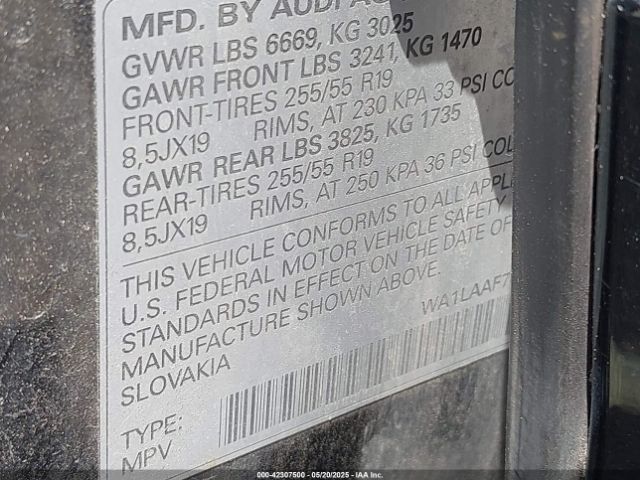 MFD. BY AUDI
GVWR LBS 6669, KG 3025
GAWR FRONT LBS 3241, KG 1470
FRONT-TIRES 255/55 R19
8,5JX19 RIMS, AT 230 KPA 33 PSI CO
GAWR REAR LBS 3825, KG 1735
REAR-TIRES 255/55 R19
8,5JX19 RIMS, AT 250 KPA 36 PSI COL
THIS VEHICLE CONFORMS TO ALL APPL
U.S. FEDERAL MOTOR VEHICLE SAFETY
STANDARDS IN EFFECT ON THE DATE OF
MANUFACTURE SHOWN ABOVE.
SLOVAKIA
WA1LAAF7
TYPE:
MPV
000-42307500 - 05/20/2025 - IAA Inc.